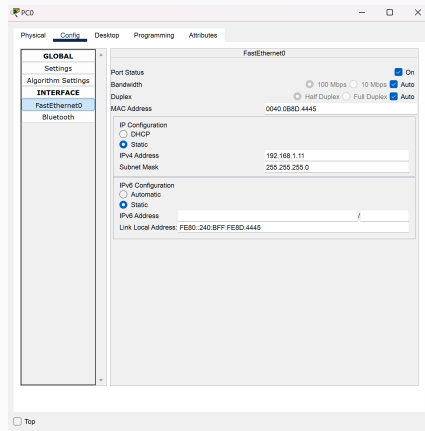 PC0
Physical Config Desktop Programming Attributes
GLOBAL
Settings
Algorithm Settings
INTERFACE
FastEthernet0
Bluetooth
FastEthernet0
Port Status On
Bandwidth 100 Mbps 10 Mbps Auto
Duplex Half Duplex Full Duplex Auto
MAC Address 0040.0B8D.4445
IP Configuration
DHCP
Static
IPv4 Address 192.168.1.11
Subnet Mask 255.255.255.0
IPv6 Configuration
Automatic
Static
IPv6 Address /
Link Local Address: FE80::240:BFF:FE8D:4445
Top